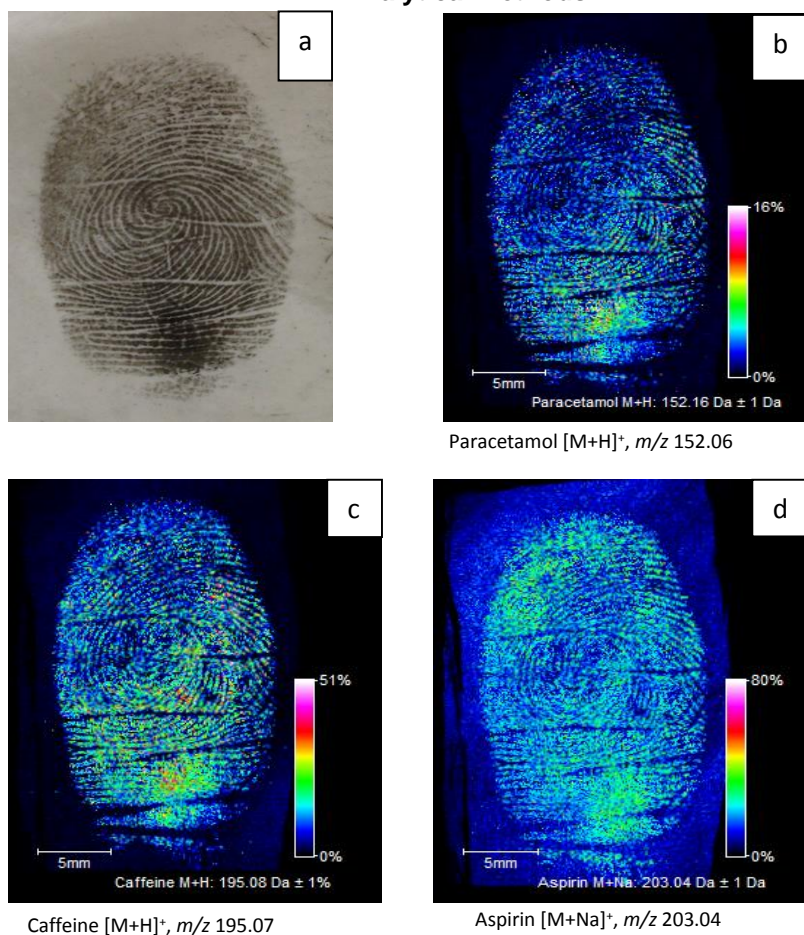 a
b
16%
0%
5mm
Paracetamol M+H: 152.16 Da ± 1 Da
Paracetamol [M+H]⁺, m/z 152.06
c
d
51%
0%
5mm
Caffeine M+H: 195.08 Da ± 1%
80%
0%
5mm
Aspirin M+Na: 203.04 Da ± 1 Da
Caffeine [M+H]⁺, m/z 195.07
Aspirin [M+Na]⁺, m/z 203.04